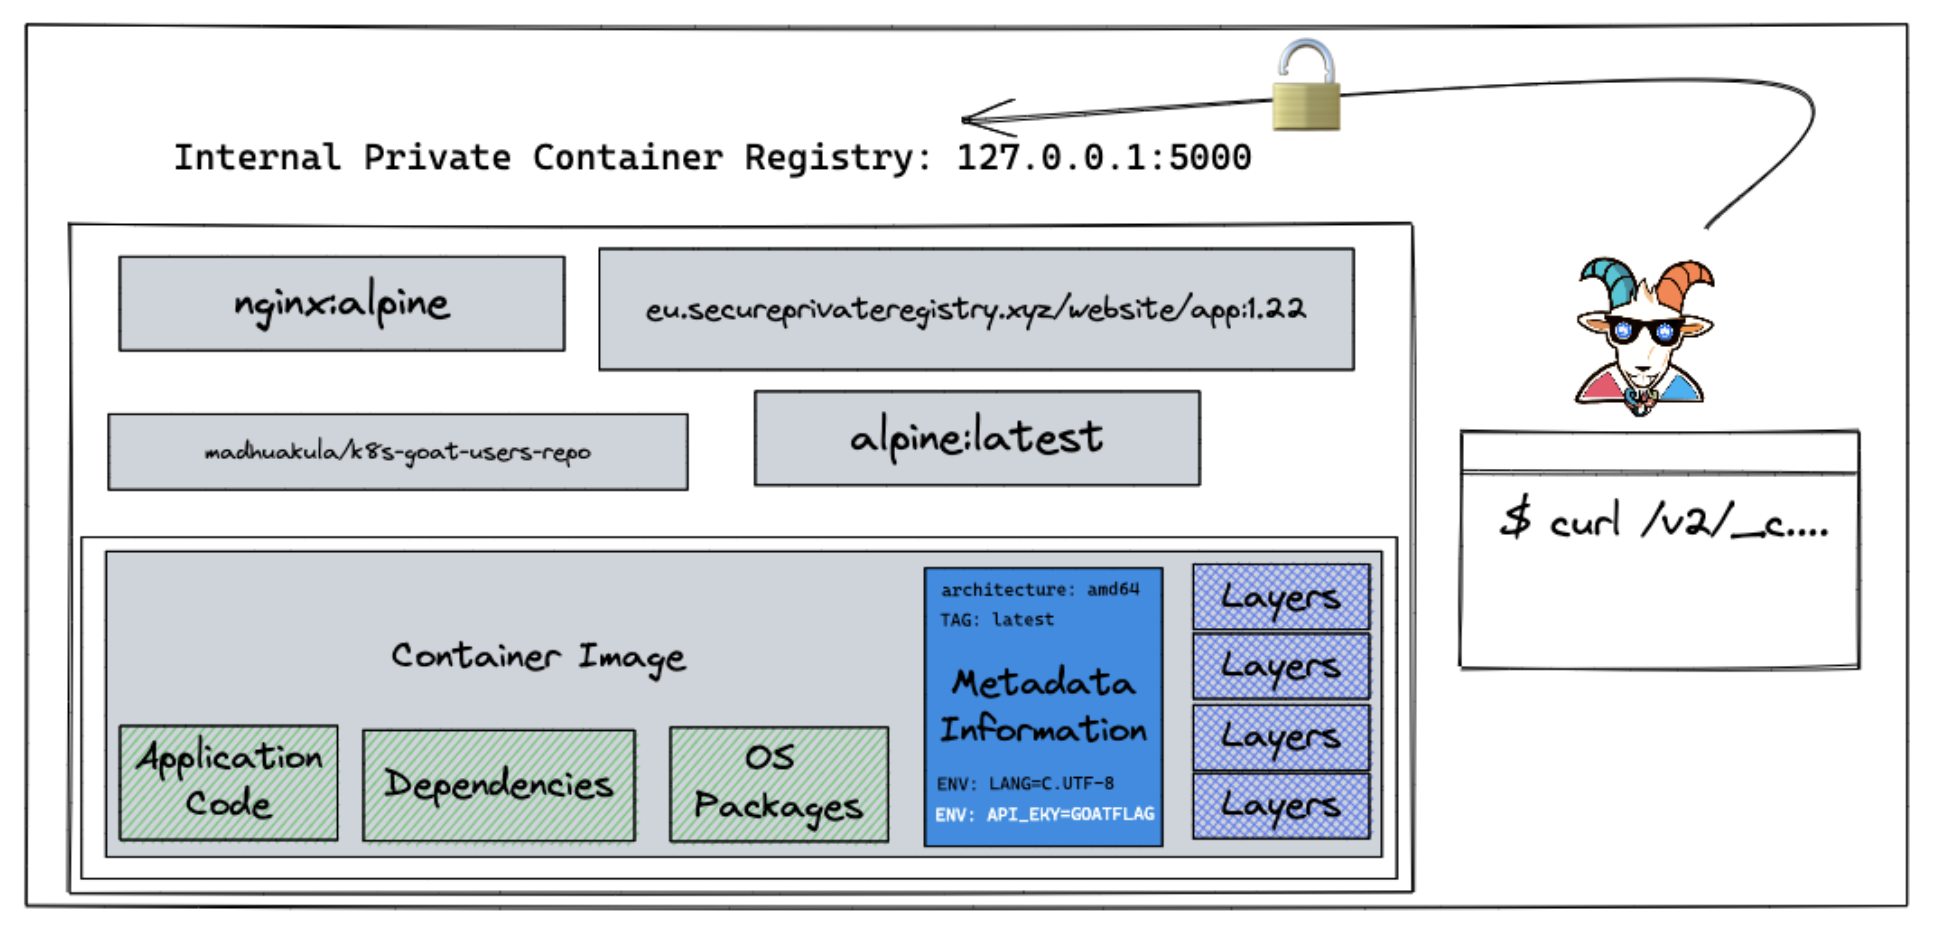 Internal Private Container Registry: 127.0.0.1:5000
nginx:alpine
eu.secureprivateregistry.xyz/website/app:1.22
madhuakula/k8s-goat-users-repo
alpine:latest
$ curl /v2/_c....
Container Image
Application
Code
Dependencies
OS
Packages
architecture: amd64
TAG: latest
Metadata
Information
ENV: LANG=C.UTF-8
ENV: API_EKY=GOATFLAG
Layers
Layers
Layers
Layers